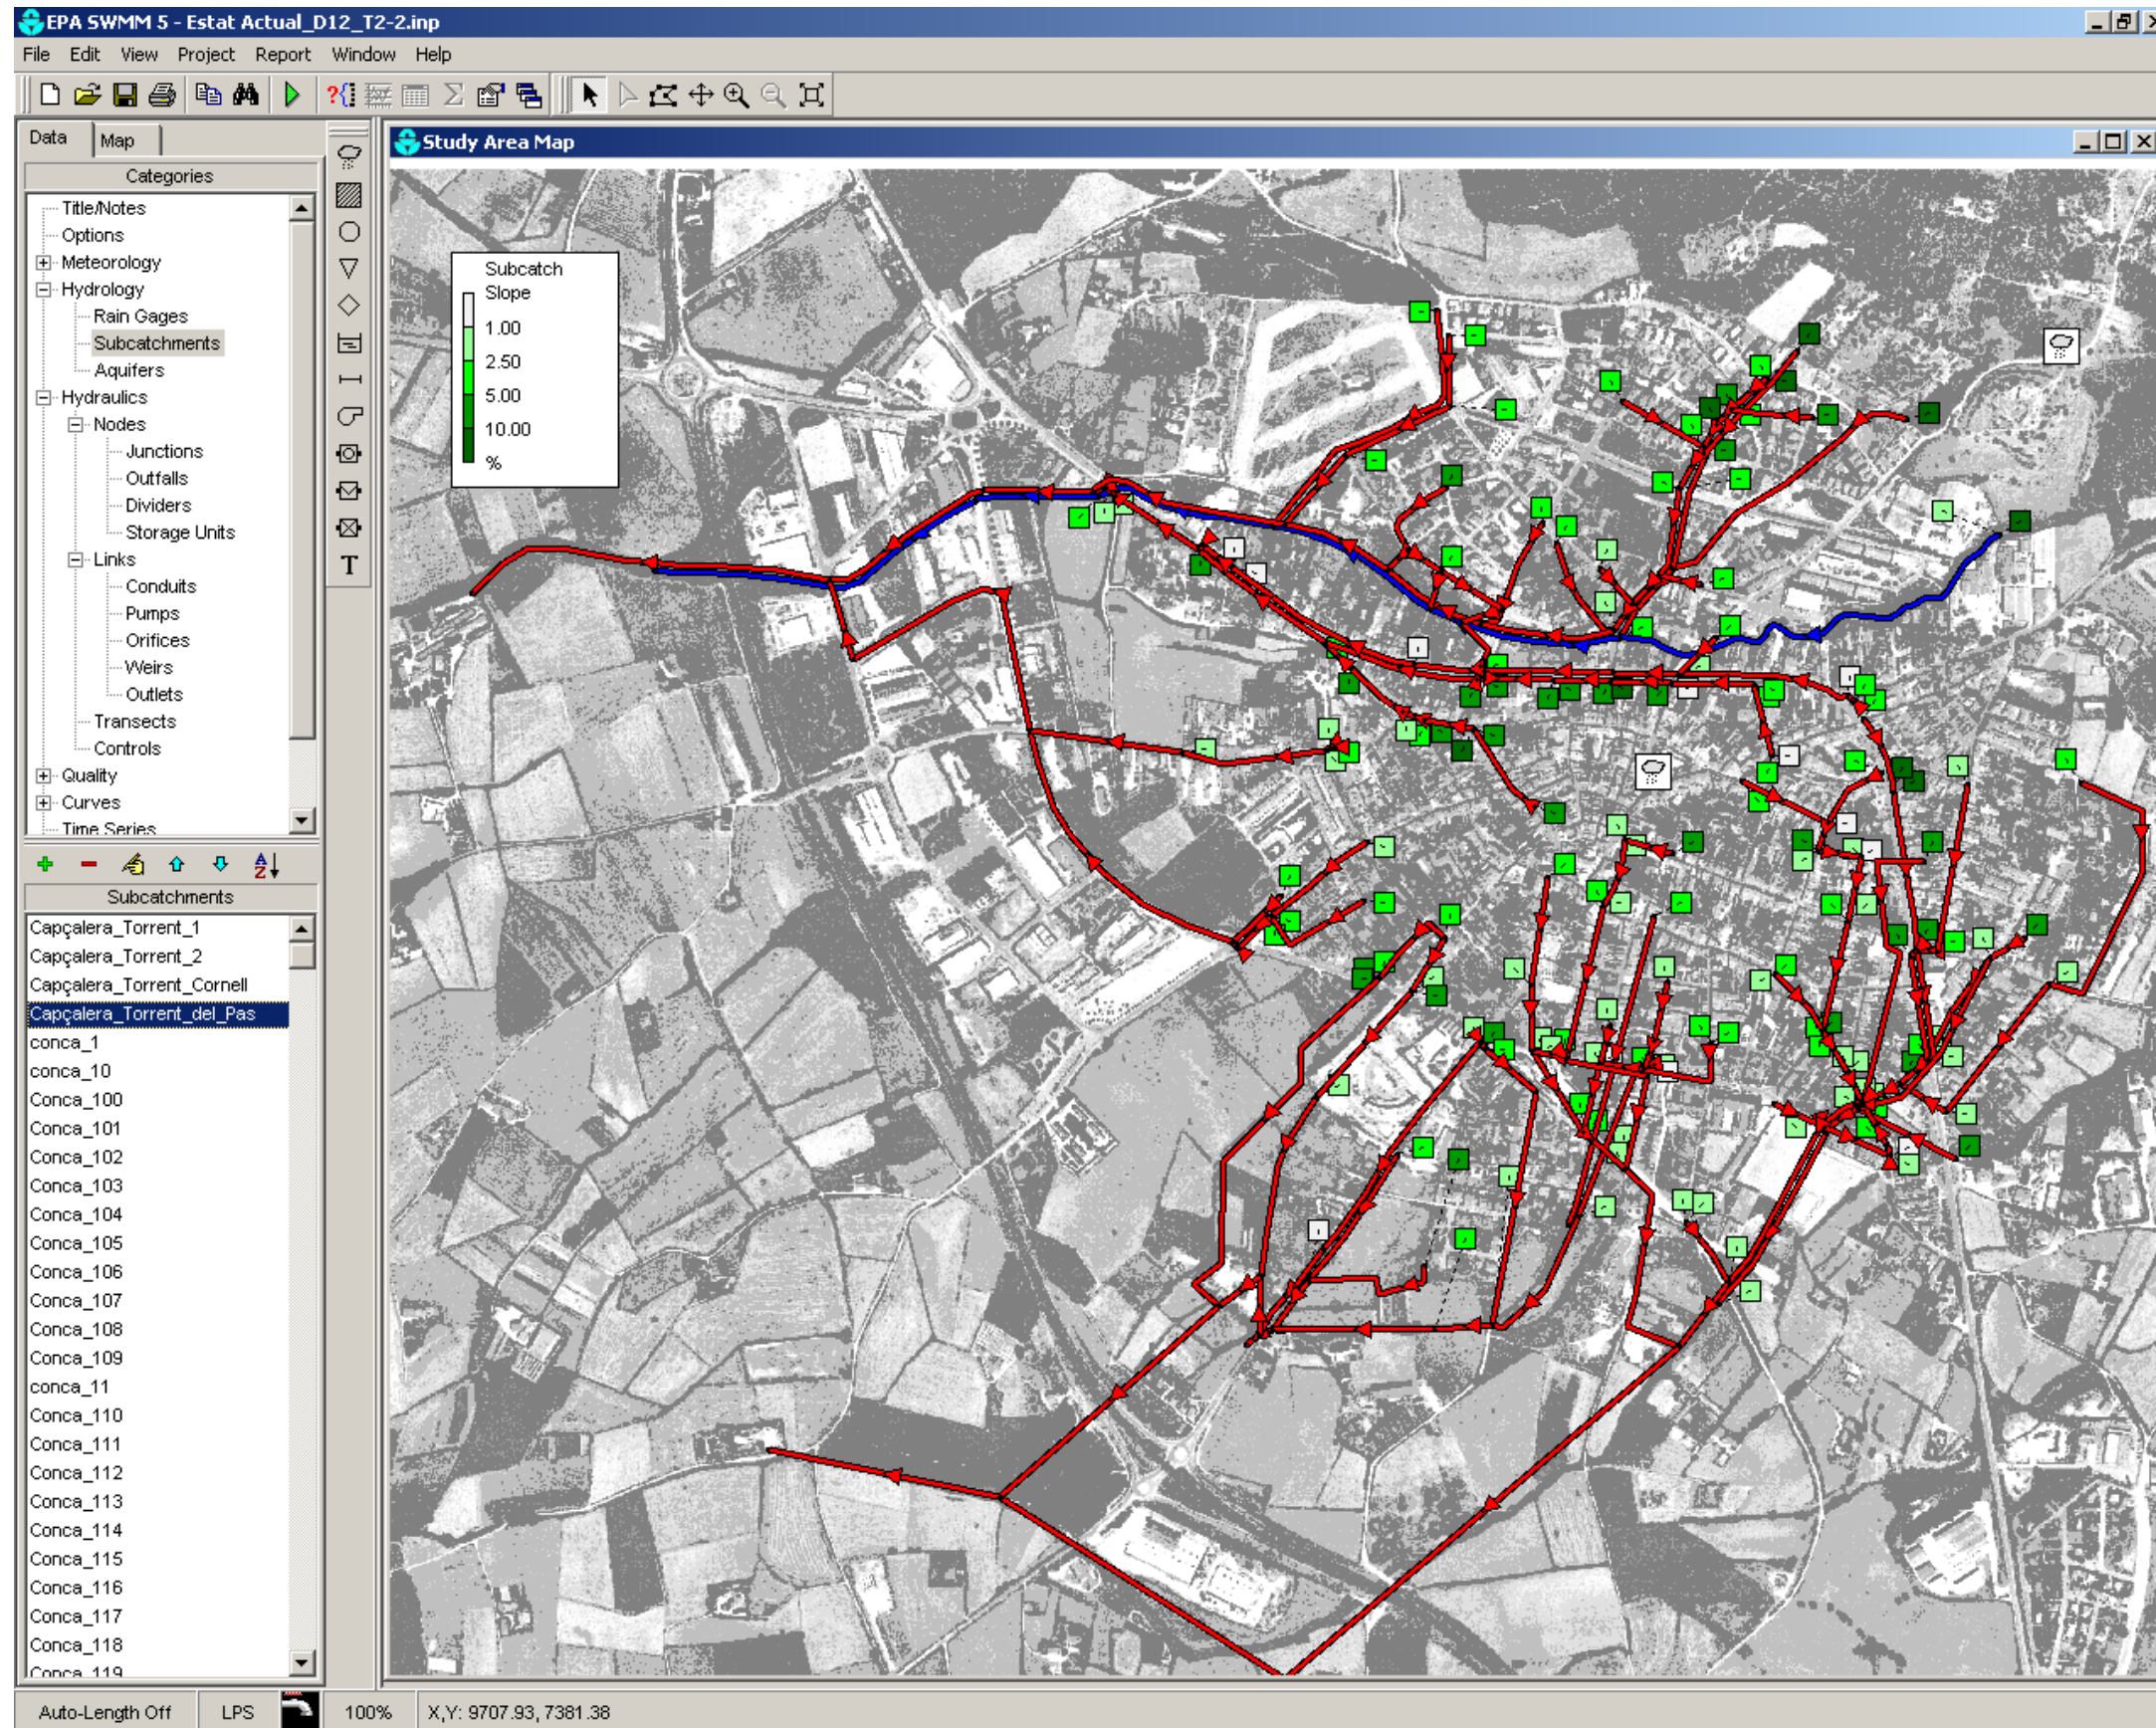 EPA SWMM 5 - Estat Actual_D12_T2-2.inp
File Edit View Project Report Window Help
Data Map
Categories
Title/Notes
Options
Meteorology
Hydrology
Rain Gages
Subcatchments
Aquifers
Hydraulics
Nodes
Junctions
Outfalls
Dividers
Storage Units
Links
Conduits
Pumps
Orifices
Weirs
Outlets
Transects
Controls
Quality
Curves
Time Series
T
Subcatchments
Capçalera_Torrent_1
Capçalera_Torrent_2
Capçalera_Torrent_Cornell
Capçalera_Torrent_del_Pas
conca_1
conca_10
Conca_100
Conca_101
Conca_102
Conca_103
Conca_104
Conca_105
Conca_106
Conca_107
Conca_108
Conca_109
conca_11
Conca_110
Conca_111
Conca_112
Conca_113
Conca_114
Conca_115
Conca_116
Conca_117
Conca_118
Conca_119
Study Area Map
Subcatch
Slope
1.00
2.50
5.00
10.00
%
Auto-Length Off LPS 100% X,Y: 9707.93, 7381.38